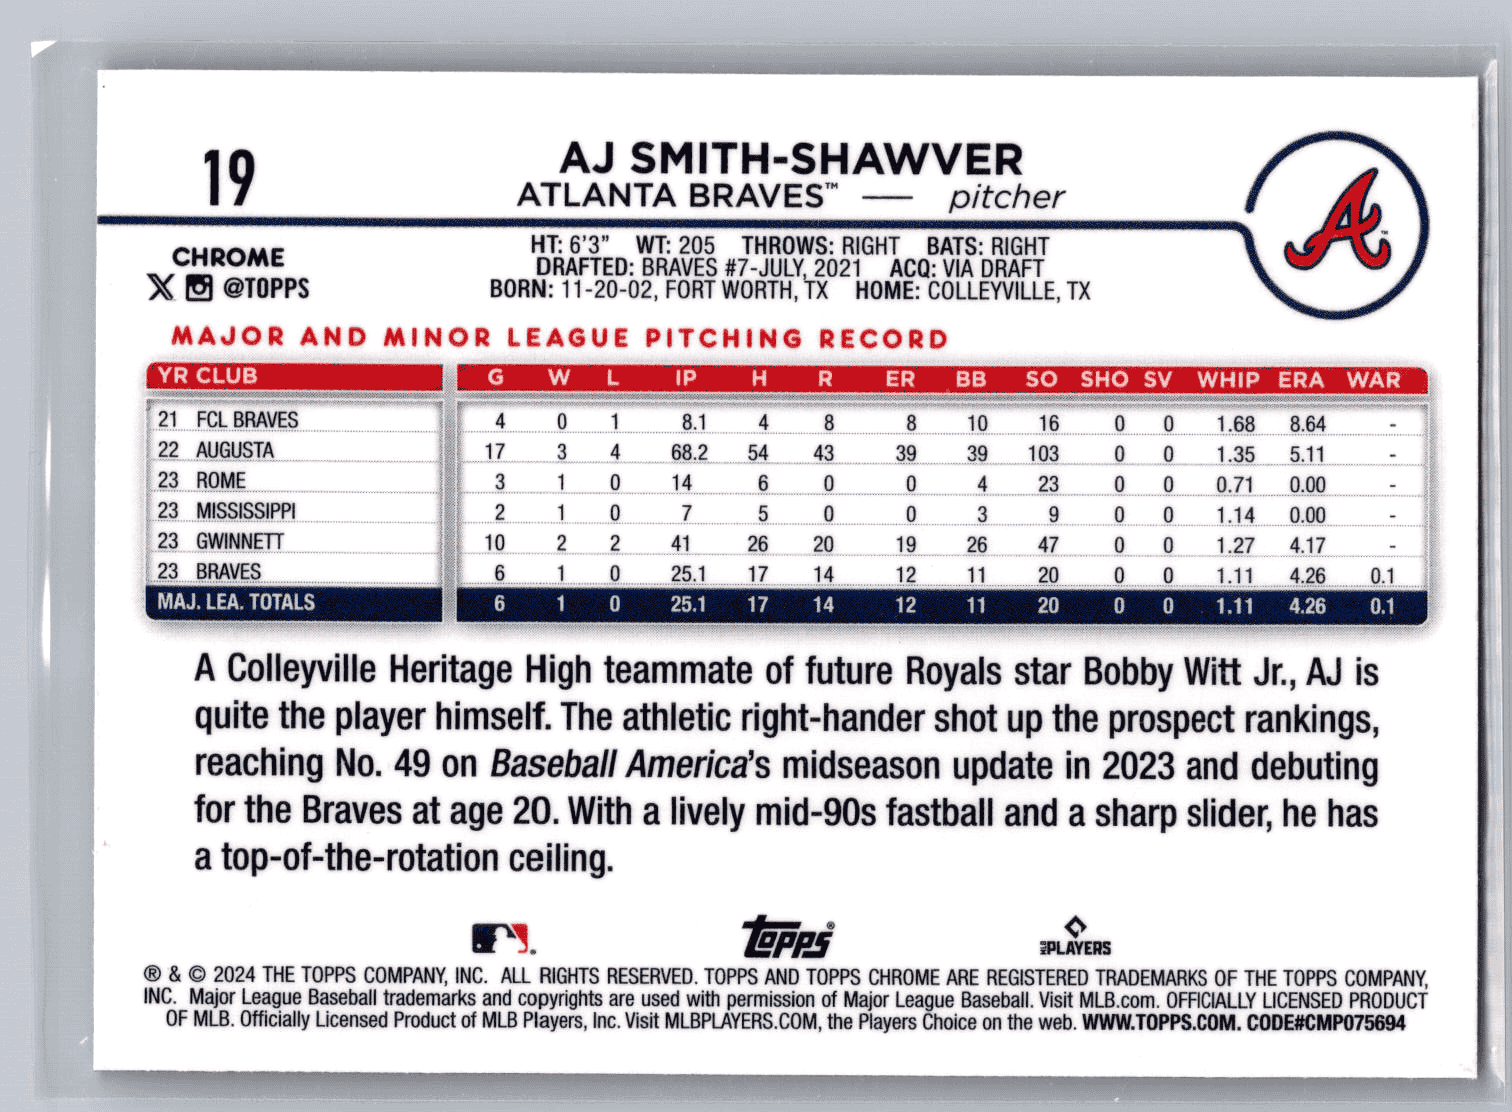 19
AJ SMITH-SHAWVER
ATLANTA BRAVES™ — pitcher
A™
CHROME
X @TOPPS
HT: 6'3" WT: 205 THROWS: RIGHT BATS: RIGHT
DRAFTED: BRAVES #7-JULY, 2021 ACQ: VIA DRAFT
BORN: 11-20-02, FORT WORTH, TX HOME: COLLEYVILLE, TX
MAJOR AND MINOR LEAGUE PITCHING RECORD
YR CLUB G W L IP H R ER BB SO SHO SV WHIP ERA WAR
21 FCL BRAVES 4 0 1 8.1 4 8 8 10 16 0 0 1.68 8.64 -
22 AUGUSTA 17 3 4 68.2 54 43 39 39 103 0 0 1.35 5.11 -
23 ROME 3 1 0 14 6 0 0 4 23 0 0 0.71 0.00 -
23 MISSISSIPPI 2 1 0 7 5 0 0 3 9 0 0 1.14 0.00 -
23 GWINNETT 10 2 2 41 26 20 19 26 47 0 0 1.27 4.17 -
23 BRAVES 6 1 0 25.1 17 14 12 11 20 0 0 1.11 4.26 0.1
MAJ. LEA. TOTALS 6 1 0 25.1 17 14 12 11 20 0 0 1.11 4.26 0.1
A Colleyville Heritage High teammate of future Royals star Bobby Witt Jr., AJ is
quite the player himself. The athletic right-hander shot up the prospect rankings,
reaching No. 49 on Baseball America's midseason update in 2023 and debuting
for the Braves at age 20. With a lively mid-90s fastball and a sharp slider, he has
a top-of-the-rotation ceiling.
Topps® MLB PLAYERS
® & © 2024 THE TOPPS COMPANY, INC. ALL RIGHTS RESERVED. TOPPS AND TOPPS CHROME ARE REGISTERED TRADEMARKS OF THE TOPPS COMPANY,
INC. Major League Baseball trademarks and copyrights are used with permission of Major League Baseball. Visit MLB.com. OFFICIALLY LICENSED PRODUCT
OF MLB. Officially Licensed Product of MLB Players, Inc. Visit MLBPLAYERS.COM, the Players Choice on the web. WWW.TOPPS.COM. CODE#CMP075694